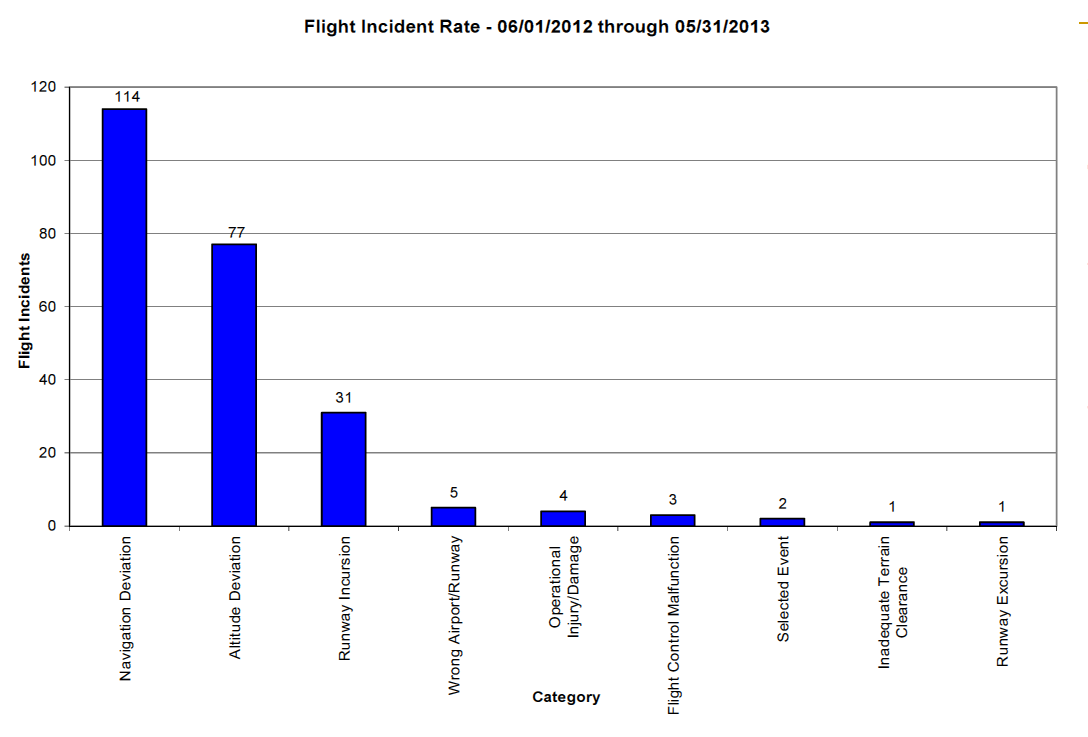 Flight Incident Rate - 06/01/2012 through 05/31/2013
120
100
80
60
40
20
0
Flight Incidents
114
77
31
5
4
3
2
1
1
Navigation Deviation
Altitude Deviation
Runway Incursion
Wrong Airport/Runway
Operational
Injury/Damage
Flight Control Malfunction
Selected Event
Inadequate Terrain
Clearance
Runway Excursion
Category